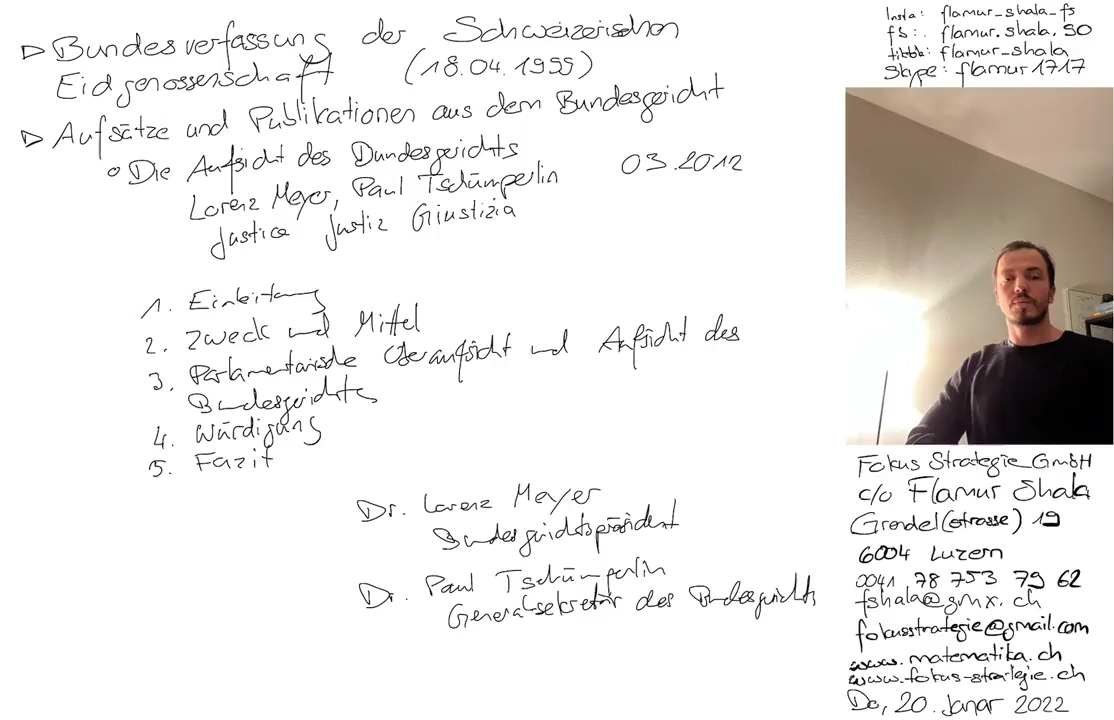 ▷ Bundesverfassung der Schweizerischen
Eidgenossenschaft (18.04.1999)
▷ Aufsätze und Publikationen aus dem Bundesgericht
° Die Aufsicht des Bundesgerichts 03.2012
Lorenz Meyer, Paul Tschümperlin
Justice Justiz Giustizia
1. Einleitung
2. Zweck und Mittel
3. Parlamentarische Oberaufsicht und Aufsicht des
Bundesgerichts
4. Würdigung
5. Fazit
Dr. Lorenz Meyer
Bundesgerichtspräsident
Dr. Paul Tschümperlin
Generalsekretär des Bundesgerichts
Insta: flamur_shala_fs
fs:. flamur.shala.50
flamur_shala
Skype: flamur1717
Fokus Strategie GmbH
c/o Flamur Shala
Grendel(strasse) 19
6004 Luzern
0041 78 753 79 62
fshala@gmx.ch
fokusstrategie@gmail.com
www.matematika.ch
www.fokus-strategie.ch
Do, 20. Janar 2022